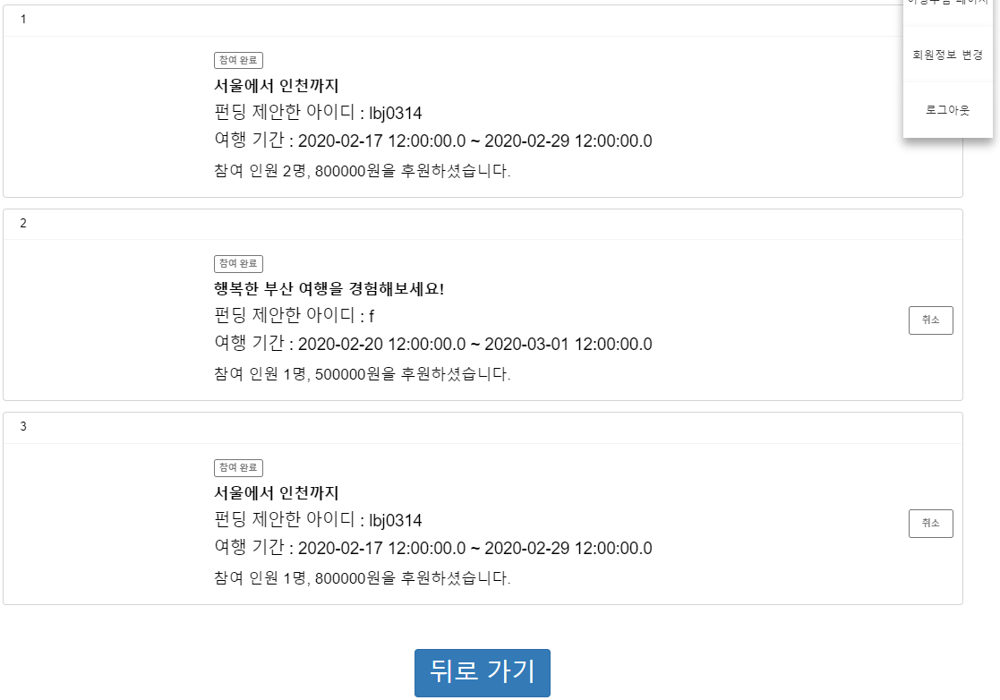 1
참여 완료
서울에서 인천까지
펀딩 제안한 아이디 : lbj0314
여행 기간 : 2020-02-17 12:00:00.0 ~ 2020-02-29 12:00:00.0
참여 인원 2명, 800000원을 후원하셨습니다.
회원정보 변경
로그아웃
2
참여 완료
행복한 부산 여행을 경험해보세요!
펀딩 제안한 아이디 : f
여행 기간 : 2020-02-20 12:00:00.0 ~ 2020-03-01 12:00:00.0
참여 인원 1명, 500000원을 후원하셨습니다.
취소
3
참여 완료
서울에서 인천까지
펀딩 제안한 아이디 : lbj0314
여행 기간 : 2020-02-17 12:00:00.0 ~ 2020-02-29 12:00:00.0
참여 인원 1명, 800000원을 후원하셨습니다.
취소
뒤로 가기